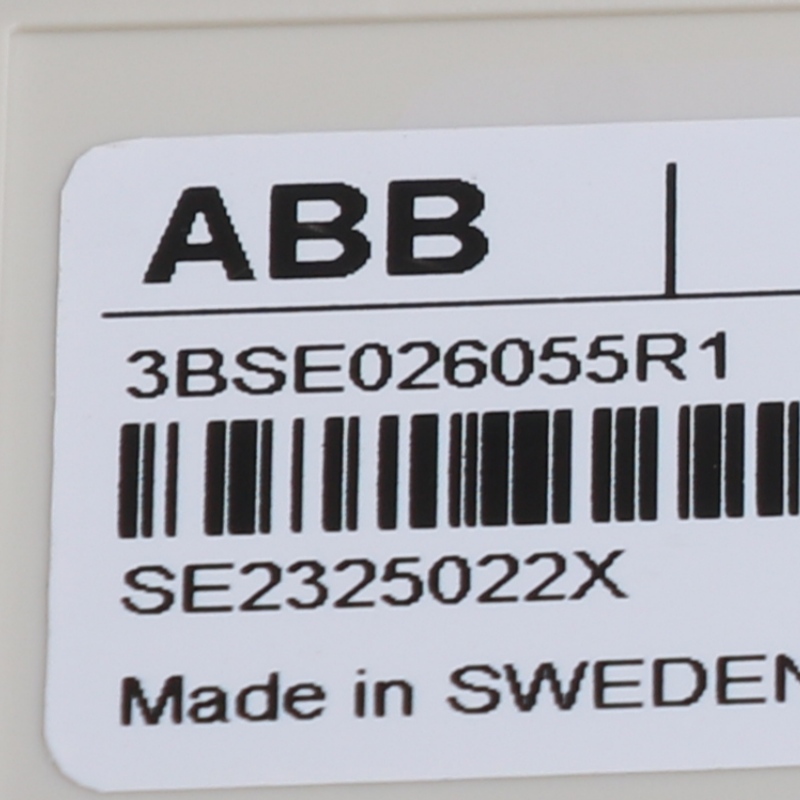 ABB
3BSE026055R1
SE2325022X
Made in SWEDEN